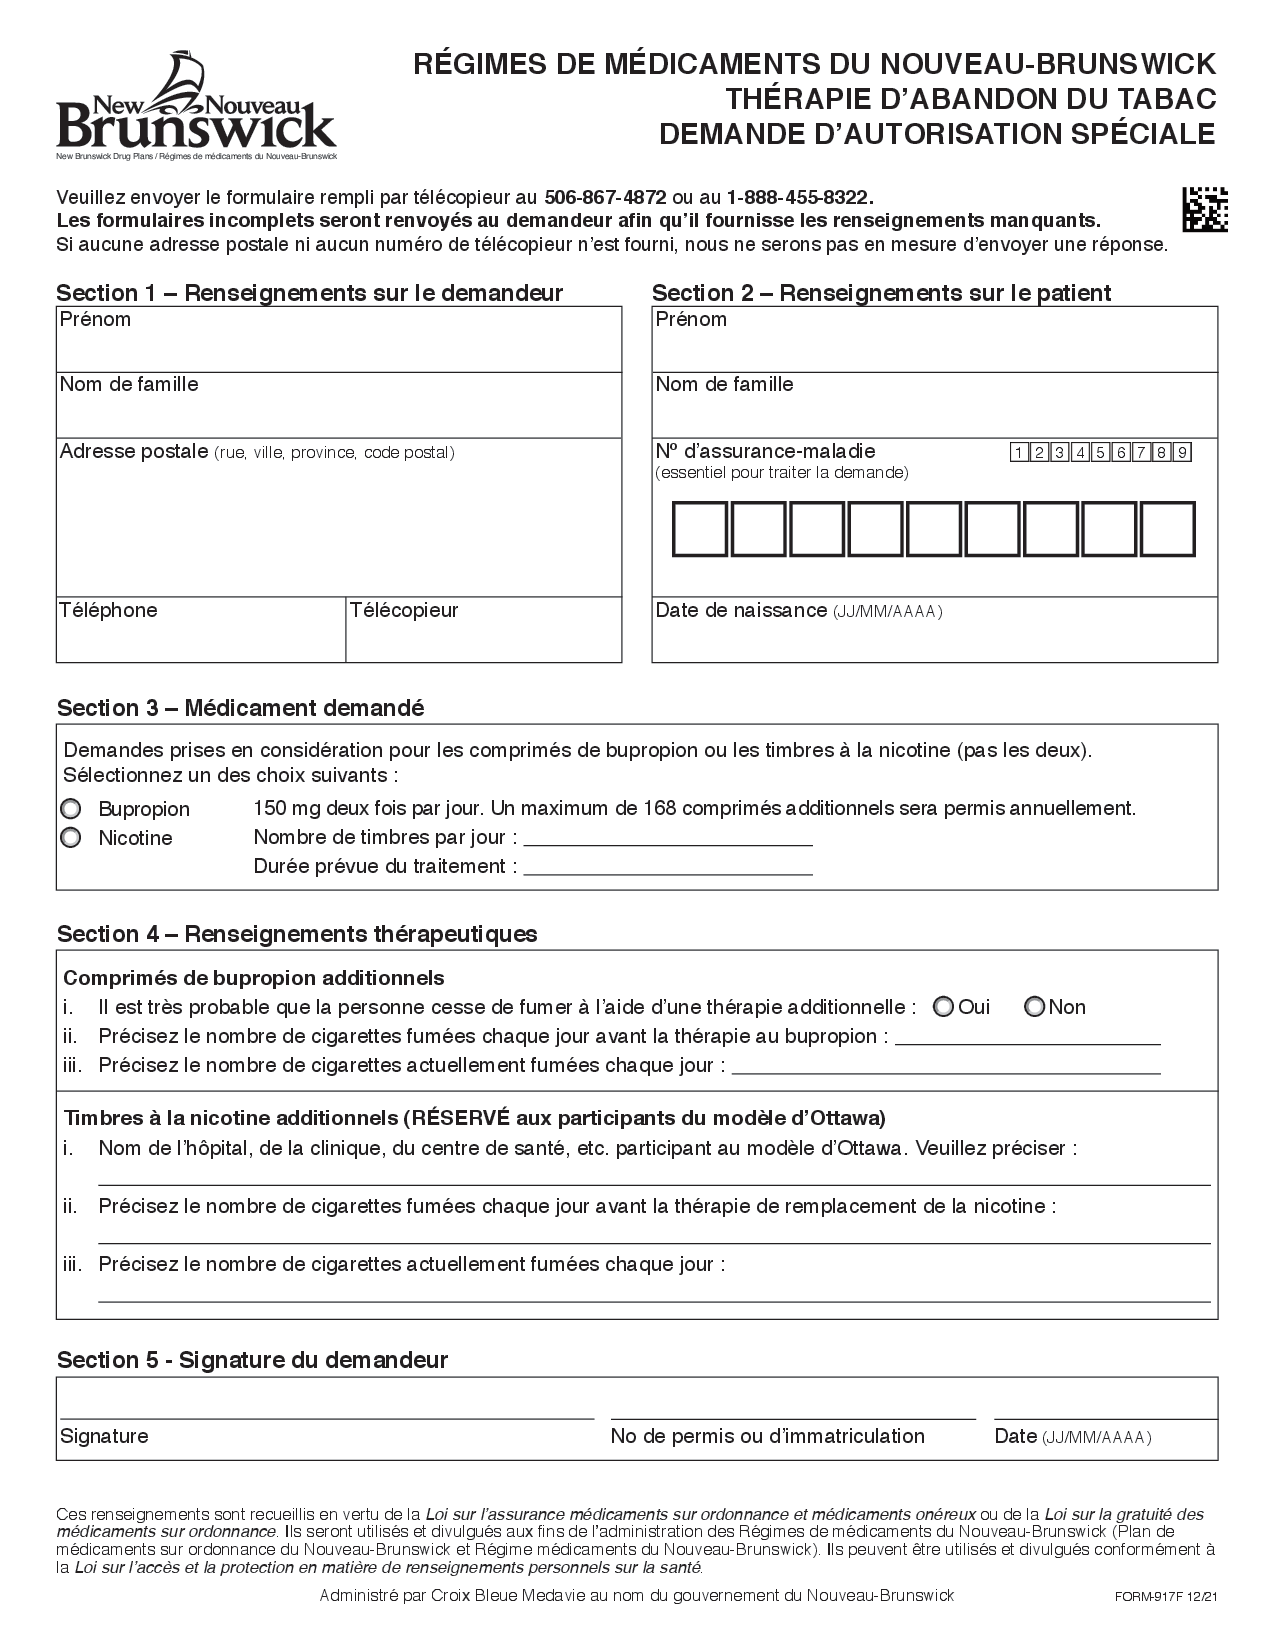 New Nouveau
Brunswick
New Brunswick Drug Plans / Régimes de médicaments du Nouveau-Brunswick
RÉGIMES DE MÉDICAMENTS DU NOUVEAU-BRUNSWICK
THÉRAPIE D’ABANDON DU TABAC
DEMANDE D’AUTORISATION SPÉCIALE
Veuillez envoyer le formulaire rempli par télécopieur au 506-867-4872 ou au 1-888-455-8322.
Les formulaires incomplets seront renvoyés au demandeur afin qu’il fournisse les renseignements manquants.
Si aucune adresse postale ni aucun numéro de télécopieur n’est fourni, nous ne serons pas en mesure d’envoyer une réponse.
Section 1 – Renseignements sur le demandeur
Prénom
Nom de famille
Adresse postale (rue, ville, province, code postal)
Téléphone
Télécopieur
Section 2 – Renseignements sur le patient
Prénom
Nom de famille
Nº d’assurance-maladie 1 2 3 4 5 6 7 8 9
(essentiel pour traiter la demande)
Date de naissance (JJ/MM/AAAA)
Section 3 – Médicament demandé
Demandes prises en considération pour les comprimés de bupropion ou les timbres à la nicotine (pas les deux).
Sélectionnez un des choix suivants :
Bupropion 150 mg deux fois par jour. Un maximum de 168 comprimés additionnels sera permis annuellement.
Nicotine Nombre de timbres par jour :
Durée prévue du traitement :
Section 4 – Renseignements thérapeutiques
Comprimés de bupropion additionnels
i. Il est très probable que la personne cesse de fumer à l’aide d’une thérapie additionnelle : Oui Non
ii. Précisez le nombre de cigarettes fumées chaque jour avant la thérapie au bupropion :
iii. Précisez le nombre de cigarettes actuellement fumées chaque jour :
Timbres à la nicotine additionnels (RÉSERVÉ aux participants du modèle d’Ottawa)
i. Nom de l’hôpital, de la clinique, du centre de santé, etc. participant au modèle d’Ottawa. Veuillez préciser :
ii. Précisez le nombre de cigarettes fumées chaque jour avant la thérapie de remplacement de la nicotine :
iii. Précisez le nombre de cigarettes actuellement fumées chaque jour :
Section 5 - Signature du demandeur
Signature No de permis ou d’immatriculation Date (JJ/MM/AAAA)
Ces renseignements sont recueillis en vertu de la Loi sur l’assurance médicaments sur ordonnance et médicaments onéreux ou de la Loi sur la gratuité des
médicaments sur ordonnance. Ils seront utilisés et divulgués aux fins de l’administration des Régimes de médicaments du Nouveau-Brunswick (Plan de
médicaments sur ordonnance du Nouveau-Brunswick et Régime médicaments du Nouveau-Brunswick). Ils peuvent être utilisés et divulgués conformément à
la Loi sur l’accès et la protection en matière de renseignements personnels sur la santé.
Administré par Croix Bleue Medavie au nom du gouvernement du Nouveau-Brunswick
FORM-917F 12/21